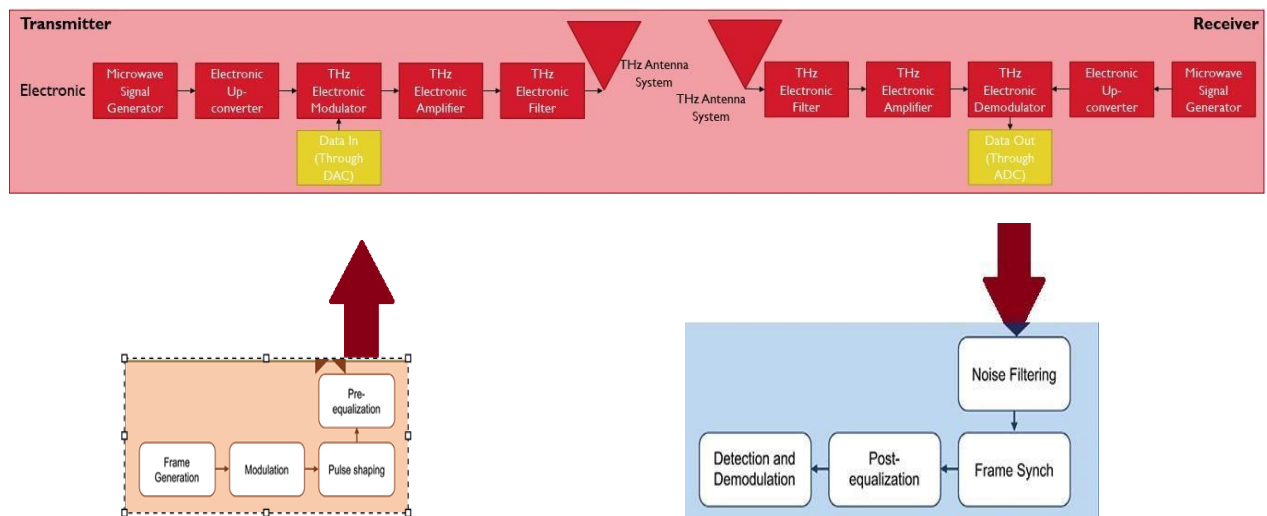 Transmitter
Receiver
Electronic
Microwave
Signal
Generator
Electronic
Up-
converter
THz
Electronic
Modulator
THz
Electronic
Amplifier
THz
Electronic
Filter
THz Antenna
System
THz Antenna
System
THz
Electronic
Filter
THz
Electronic
Amplifier
THz
Electronic
Demodulator
Electronic
Up-
converter
Microwave
Signal
Generator
Data In
(Through
DAC)
Data Out
(Through
ADC)
Pre-
equalization
Frame
Generation
Modulation
Pulse shaping
Noise Filtering
Detection and
Demodulation
Post-
equalization
Frame Synch